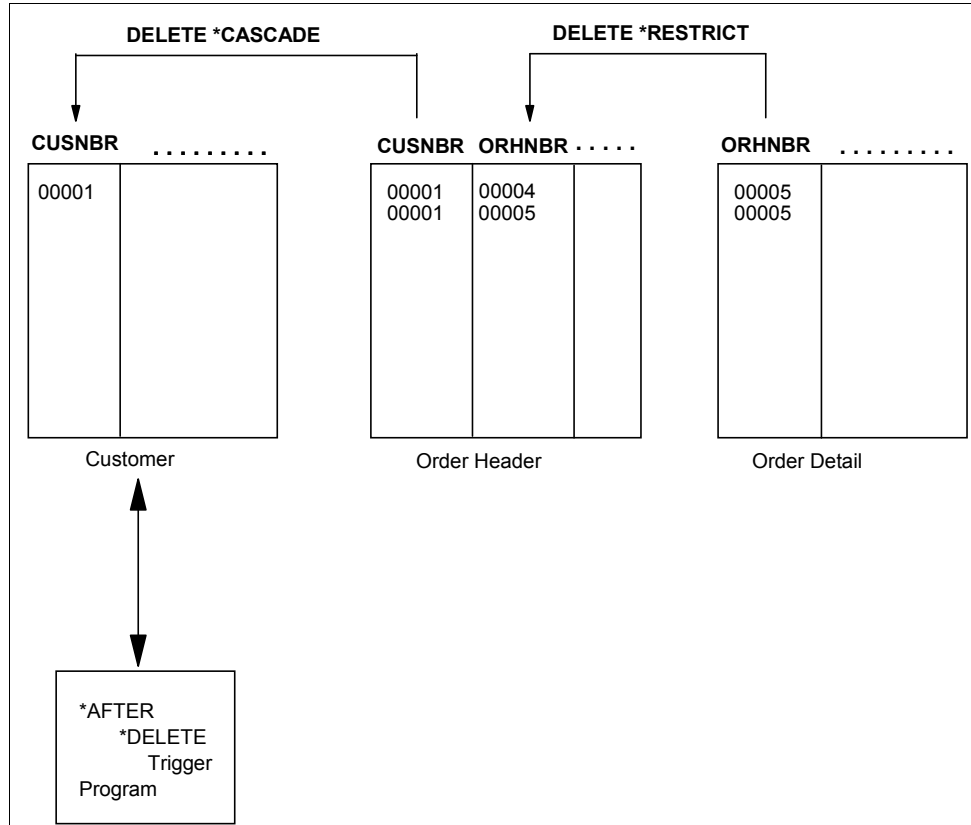 DELETE *CASCADE DELETE *RESTRICT
CUSNBR . . . . . . . . . CUSNBR ORHNBR . . . . . ORHNBR . . . . . . . . .
00001 00001 00004 00005
00001 00005 00005
Customer Order Header Order Detail
*AFTER
*DELETE
Trigger
Program